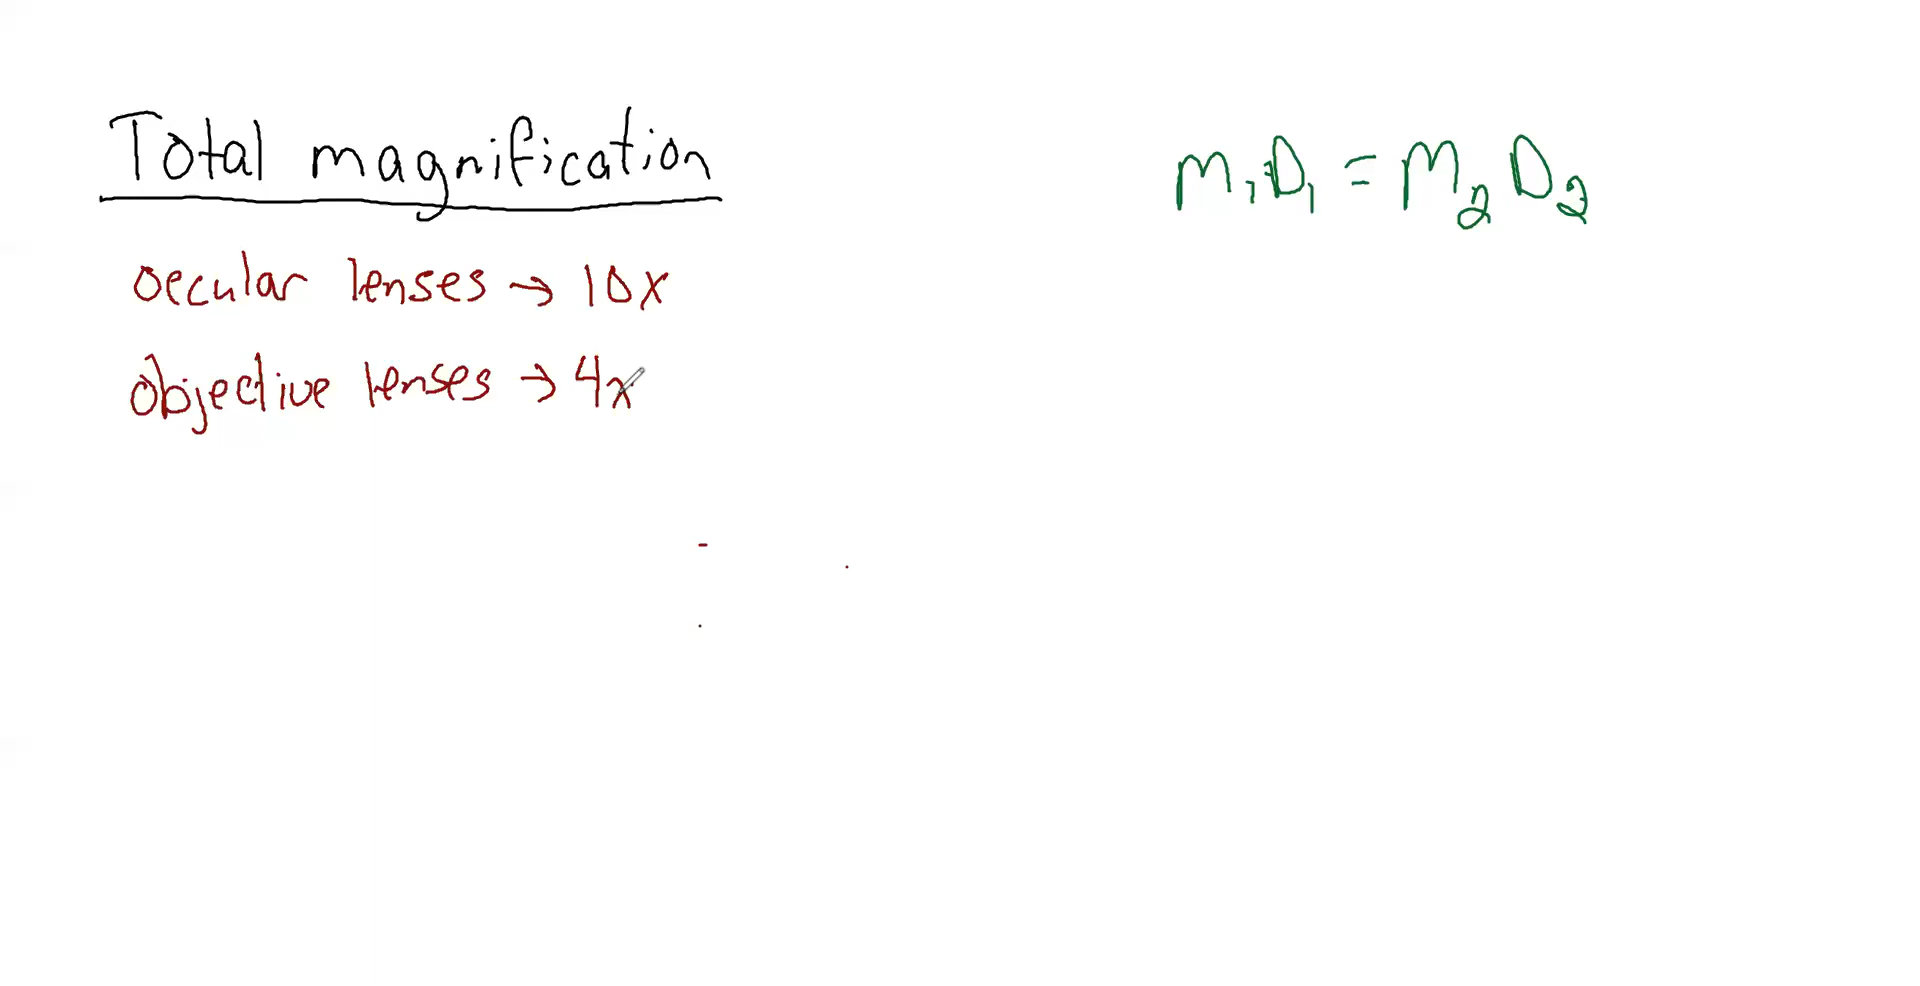 Total magnification
M₁D₁ = M₂D₂
Occular lenses → 10x
Objective lenses → 4x